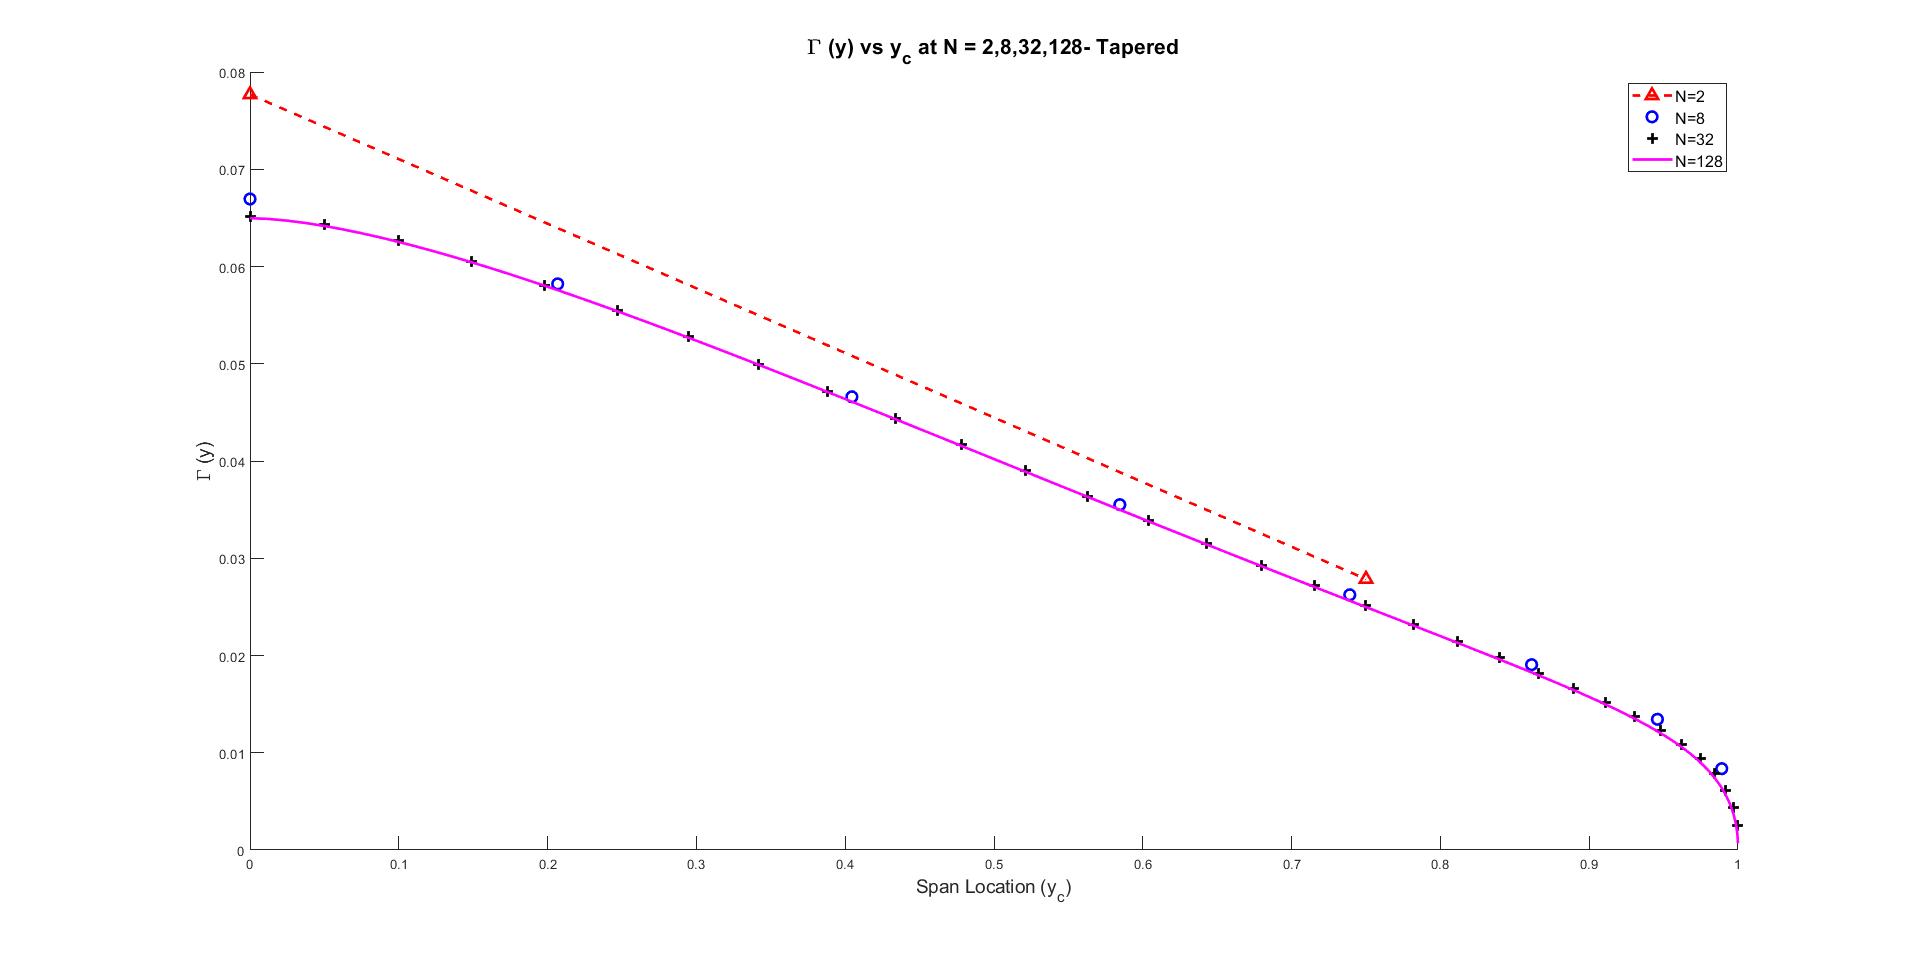 Γ (y) vs y_c at N = 2,8,32,128- Tapered
N=2
N=8
N=32
N=128
0.08
0.07
0.06
0.05
0.04
0.03
0.02
0.01
0
Γ (y)
0 0.1 0.2 0.3 0.4 0.5 0.6 0.7 0.8 0.9 1
Span Location (y_c)